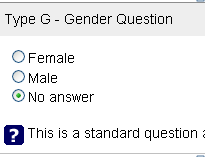 Type G - Gender Question
Female
Male
No answer
? This is a standard question